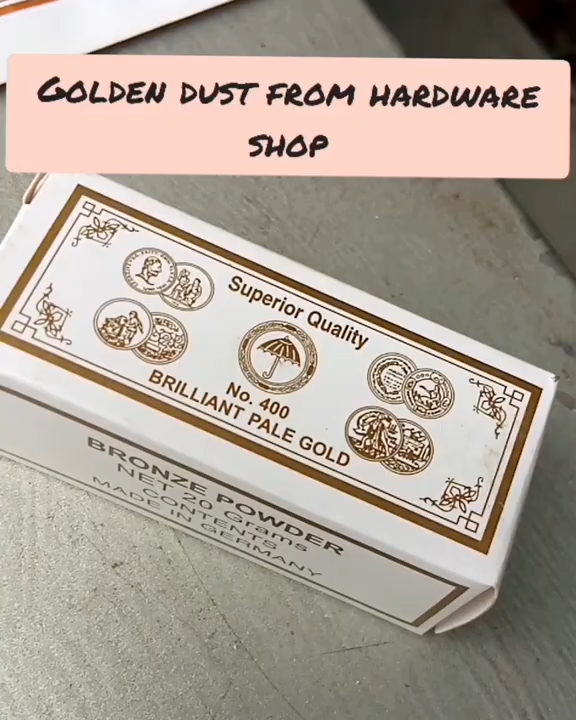 Golden dust from hardware
shop
Superior Quality
No. 400
BRILLIANT PALE GOLD
BRONZE POWDER
NET 20 Grams
CONTENTS
MADE IN GERMANY